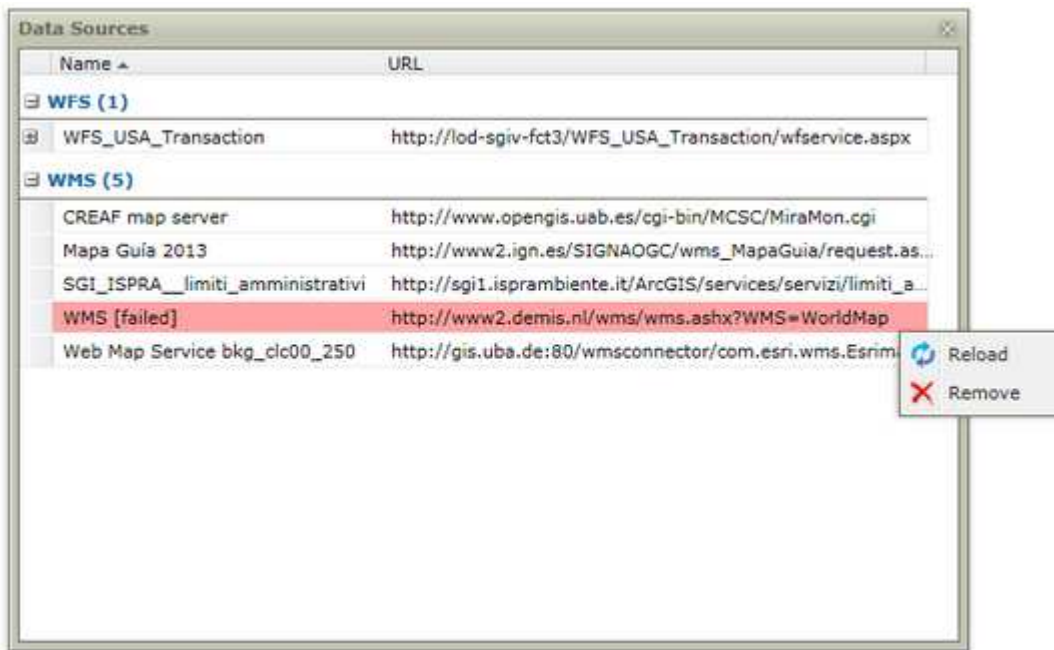 Data Sources
Name URL
WFS (1)
WFS_USA_Transaction http://lod-sgiv-fct3/WFS_USA_Transaction/wfservice.aspx
WMS (5)
CREAF map server http://www.opengis.uab.es/cgi-bin/MCSC/MiraMon.cgi
Mapa Guía 2013 http://www2.ign.es/SIGNAOGC/wms_MapaGuia/request.as...
SGI_ISPRA__limiti_amministrativi http://sgi1.isprambiente.it/ArcGIS/services/servizi/limiti_a...
WMS [failed] http://www2.demis.nl/wms/wms.ashx?WMS=WorldMap
Web Map Service bkg_clc00_250 http://gis.uba.de:80/wmsconnector/com.esri.wms.Esrim
Reload
Remove